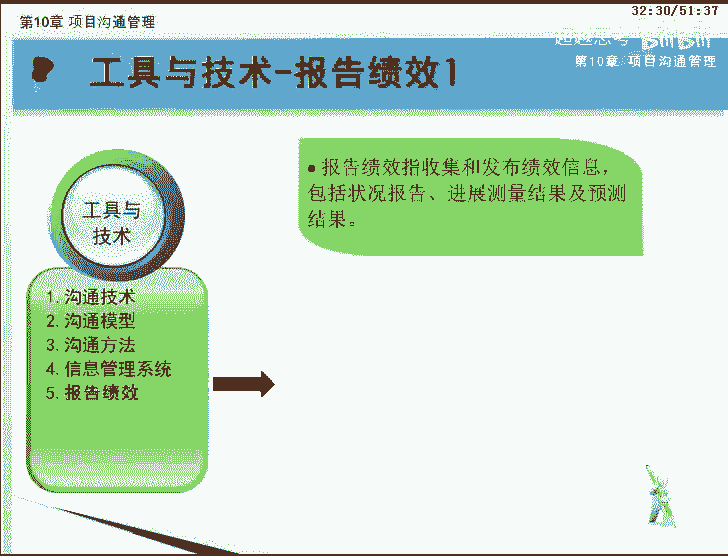 第10章 项目沟通管理
32:30/51:37
bilibili
第10章 项目沟通管理
工具与技术-报告绩效1
工具与
技术
1.沟通技术
2.沟通模型
3.沟通方法
4.信息管理系统
5.报告绩效
• 报告绩效指收集和发布绩效信息，
包括状况报告、进展测量结果及预测
结果。